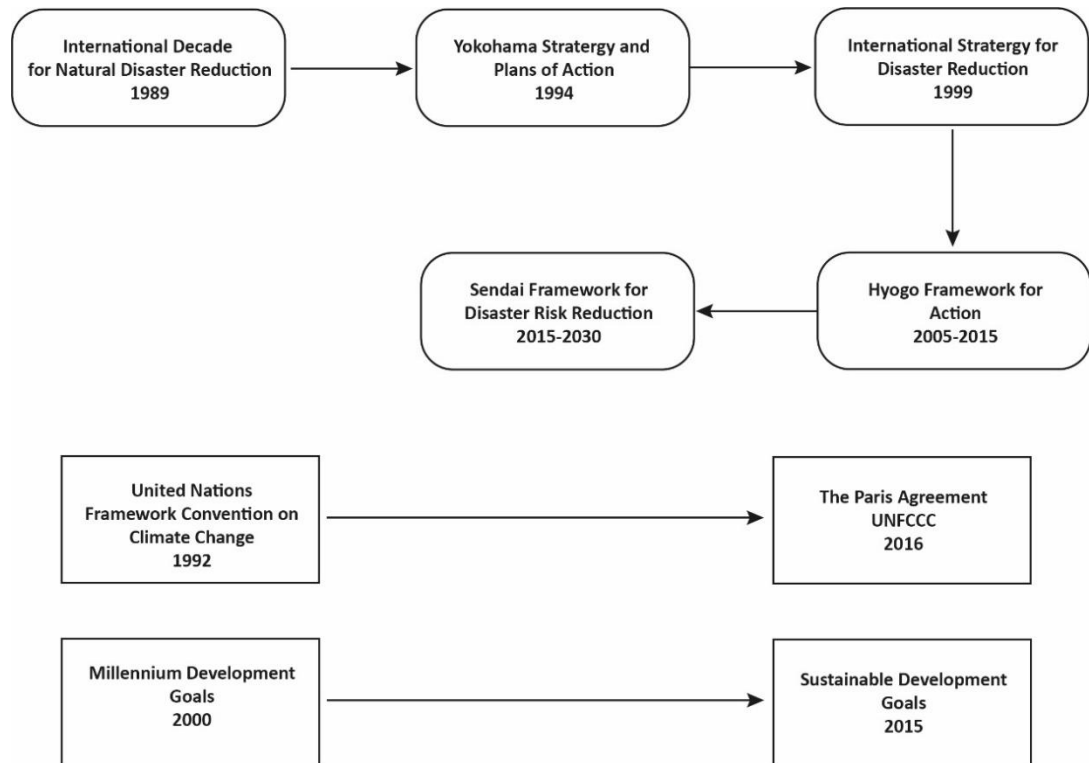 International Decade
for Natural Disaster Reduction
1989
Yokohama Stratergy and
Plans of Action
1994
International Stratergy for
Disaster Reduction
1999
Sendai Framework for
Disaster Risk Reduction
2015-2030
Hyogo Framework for
Action
2005-2015
United Nations
Framework Convention on
Climate Change
1992
The Paris Agreement
UNFCCC
2016
Millennium Development
Goals
2000
Sustainable Development
Goals
2015